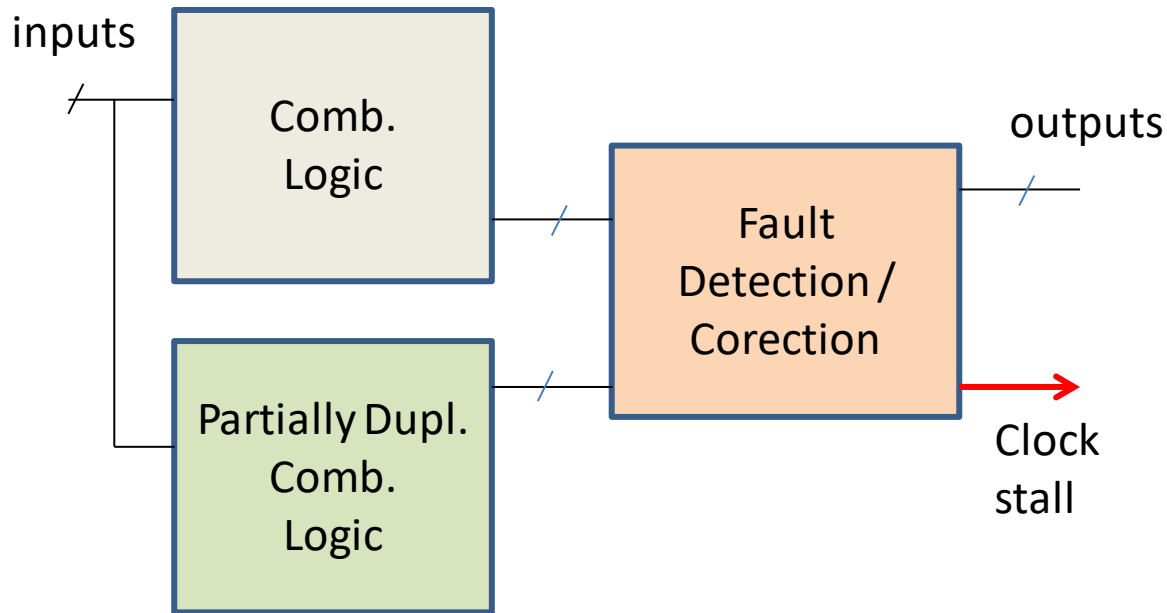 inputs
Comb.
Logic
outputs
Fault
Detection /
Corection
Partially Dupl.
Comb.
Logic
Clock
stall